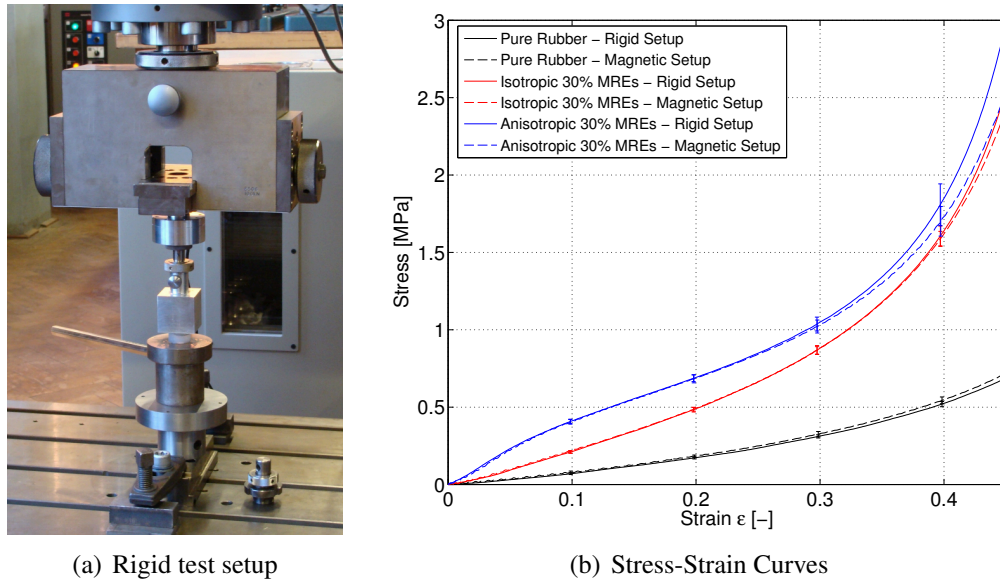 3
2.5
2
1.5
1
0.5
0
Stress [MPa]
Pure Rubber – Rigid Setup
Pure Rubber – Magnetic Setup
Isotropic 30% MREs – Rigid Setup
Isotropic 30% MREs – Magnetic Setup
Anisotropic 30% MREs – Rigid Setup
Anisotropic 30% MREs – Magnetic Setup
0 0.1 0.2 0.3 0.4
Strain ε [-]
(a) Rigid test setup
(b) Stress-Strain Curves